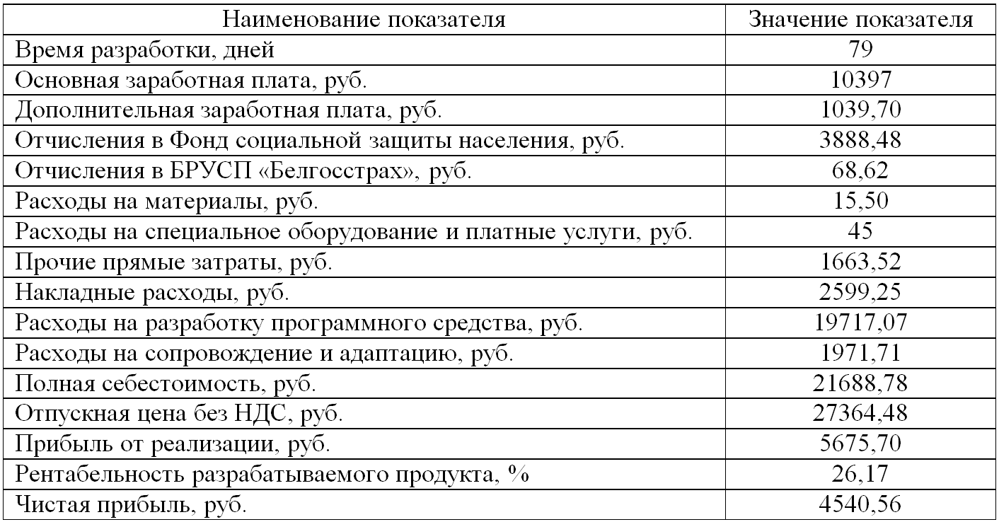 Наименование показателя Значение показателя
Время разработки, дней 79
Основная заработная плата, руб. 10397
Дополнительная заработная плата, руб. 1039,70
Отчисления в Фонд социальной защиты населения, руб. 3888,48
Отчисления в БРУСП «Белгосстрах», руб. 68,62
Расходы на материалы, руб. 15,50
Расходы на специальное оборудование и платные услуги, руб. 45
Прочие прямые затраты, руб. 1663,52
Накладные расходы, руб. 2599,25
Расходы на разработку программного средства, руб. 19717,07
Расходы на сопровождение и адаптацию, руб. 1971,71
Полная себестоимость, руб. 21688,78
Отпускная цена без НДС, руб. 27364,48
Прибыль от реализации, руб. 5675,70
Рентабельность разрабатываемого продукта, % 26,17
Чистая прибыль, руб. 4540,56